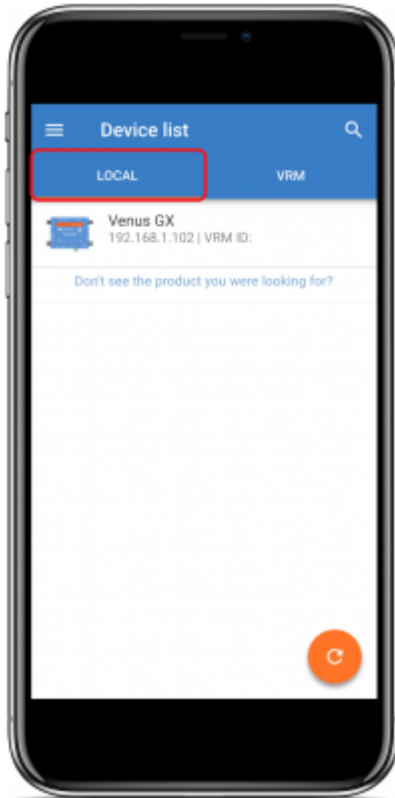 Device list
LOCAL
VRM
Venus GX
192.168.1.102 | VRM ID:
Don't see the product you were looking for?